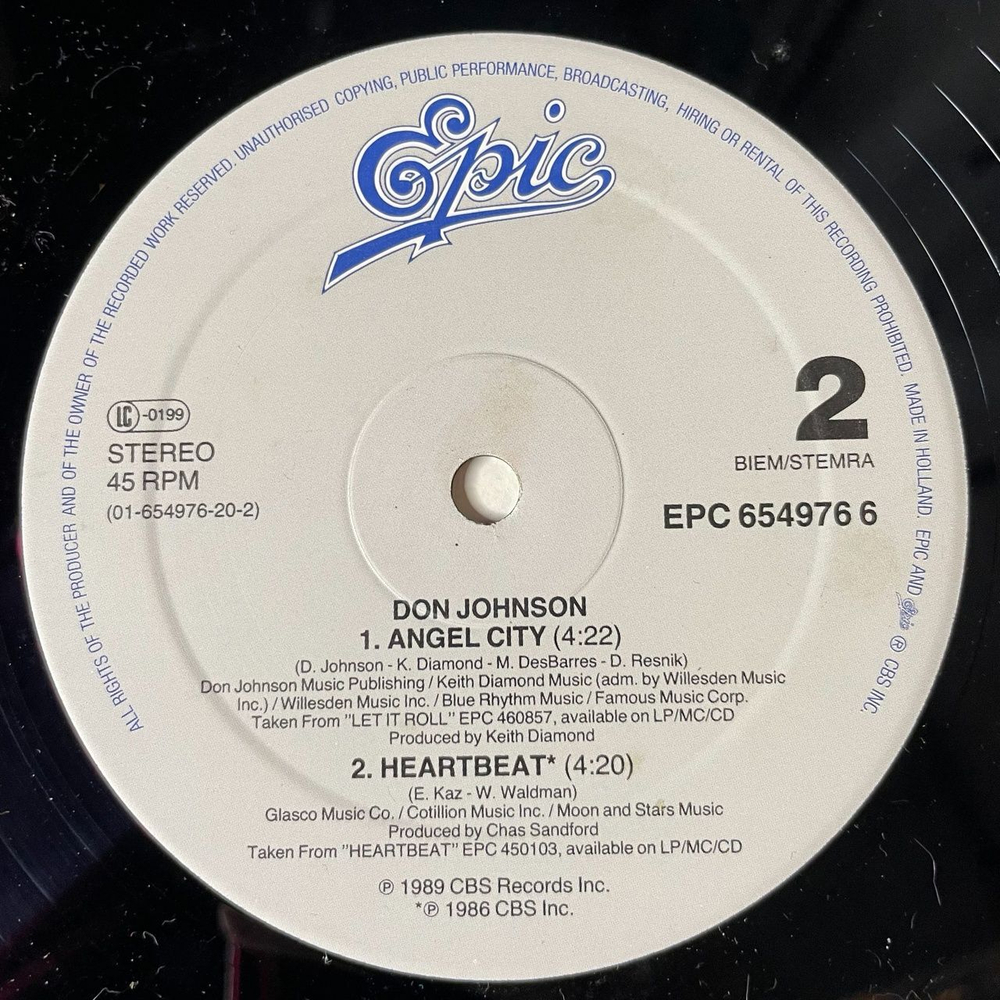 ALL RIGHTS OF THE PRODUCER AND OF THE OWNER OF THE RECORDED WORK RESERVED. UNAUTHORISED COPYING, PUBLIC PERFORMANCE, BROADCASTING, HIRING OR RENTAL OF THIS RECORDING PROHIBITED. MADE IN HOLLAND. EPIC AND Epic ® CBS INC.
Epic
2
BIEM/STEMRA
EPC 654976 6
LC-0199
STEREO
45 RPM
(01-654976-20-2)
DON JOHNSON
1. ANGEL CITY (4:22)
(D. Johnson - K. Diamond - M. DesBarres - D. Resnik)
Don Johnson Music Publishing / Keith Diamond Music (adm. by Willesden Music
Inc.) / Willesden Music Inc. / Blue Rhythm Music / Famous Music Corp.
Taken From "LET IT ROLL" EPC 460857, available on LP/MC/CD
Produced by Keith Diamond
2. HEARTBEAT* (4:20)
(E. Kaz - W. Waldman)
Glasco Music Co. / Cotillion Music Inc. / Moon and Stars Music
Produced by Chas Sandford
Taken From "HEARTBEAT" EPC 450103, available on LP/MC/CD
℗ 1989 CBS Records Inc.
*℗ 1986 CBS Inc.